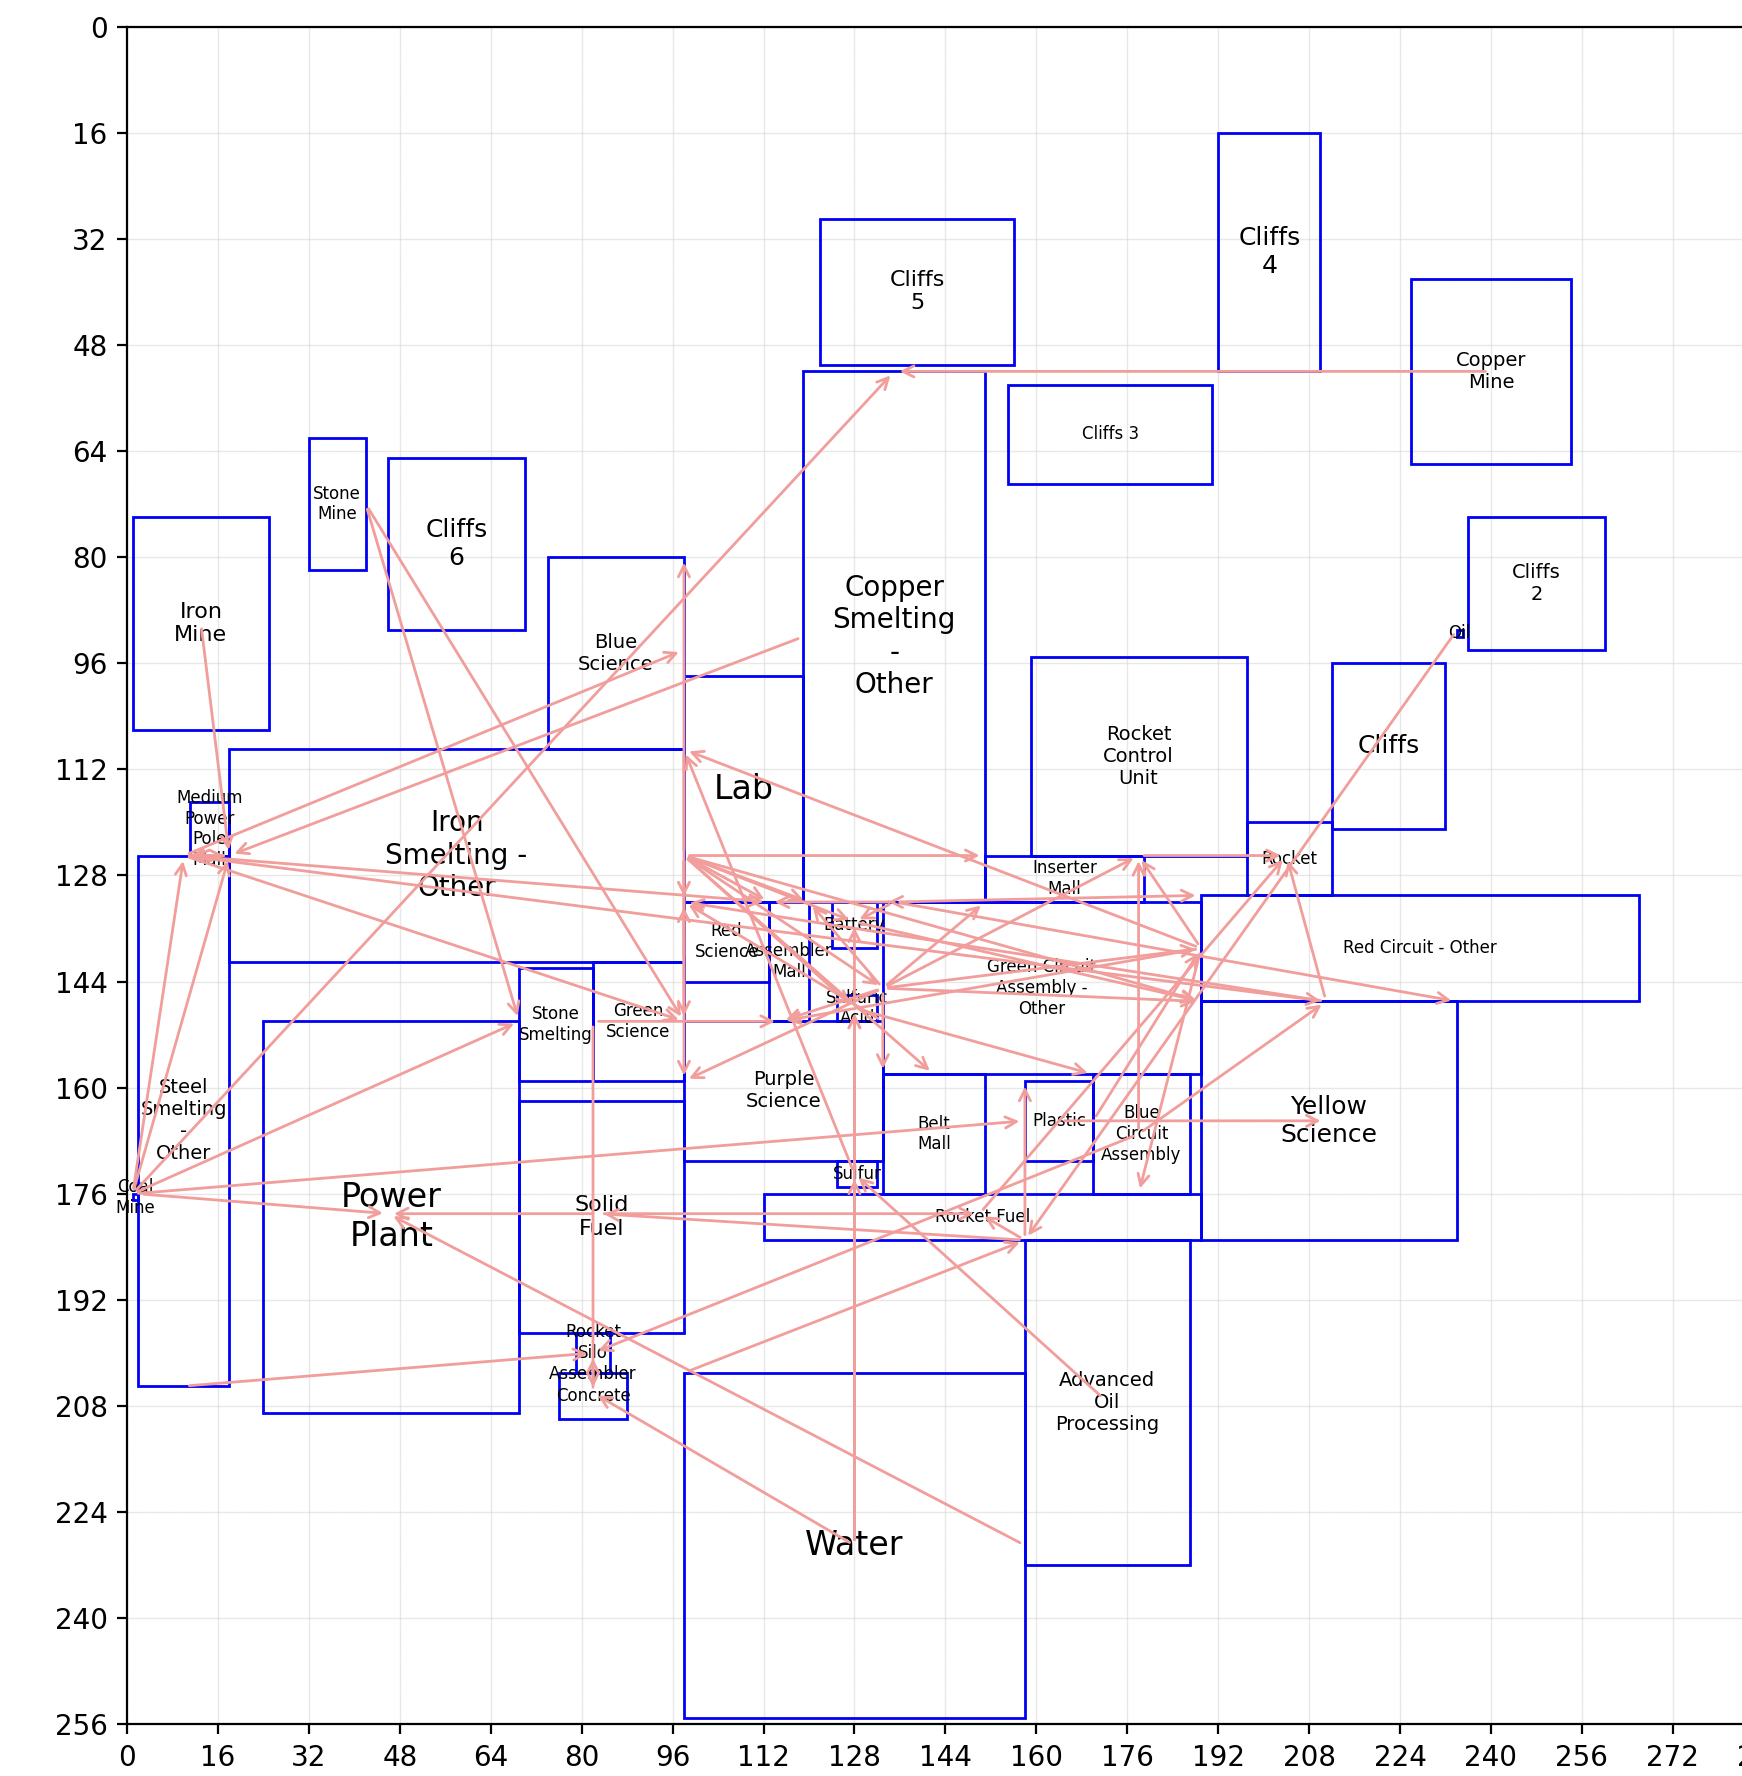 0
16
32
48
64
80
96
112
128
144
160
176
192
208
224
240
256
0
16
32
48
64
80
96
112
128
144
160
176
192
208
224
240
256
272
Cliffs
4
Cliffs
5
Copper
Mine
Cliffs 3
Stone
Mine
Cliffs
6
Iron
Mine
Cliffs
2
Oil
Blue
Science
Copper
Smelting
-
Other
Rocket
Control
Unit
Cliffs
Lab
Medium
Power
Pole
Mall
Iron
Smelting -
Other
Inserter
Mall
Rocket
Red
Science
Assembler
Mall
Battery
Green Circuit
Assembly -
Other
Red Circuit - Other
Sulfuric
Acid
Stone
Smelting
Green
Science
Steel
Smelting
-
Other
Purple
Science
Belt
Mall
Plastic
Blue
Circuit
Assembly
Yellow
Science
Sulfur
Coal
Mine
Power
Plant
Solid
Fuel
Rocket Fuel
Rocket
Silo
Assembler
Concrete
Advanced
Oil
Processing
Water